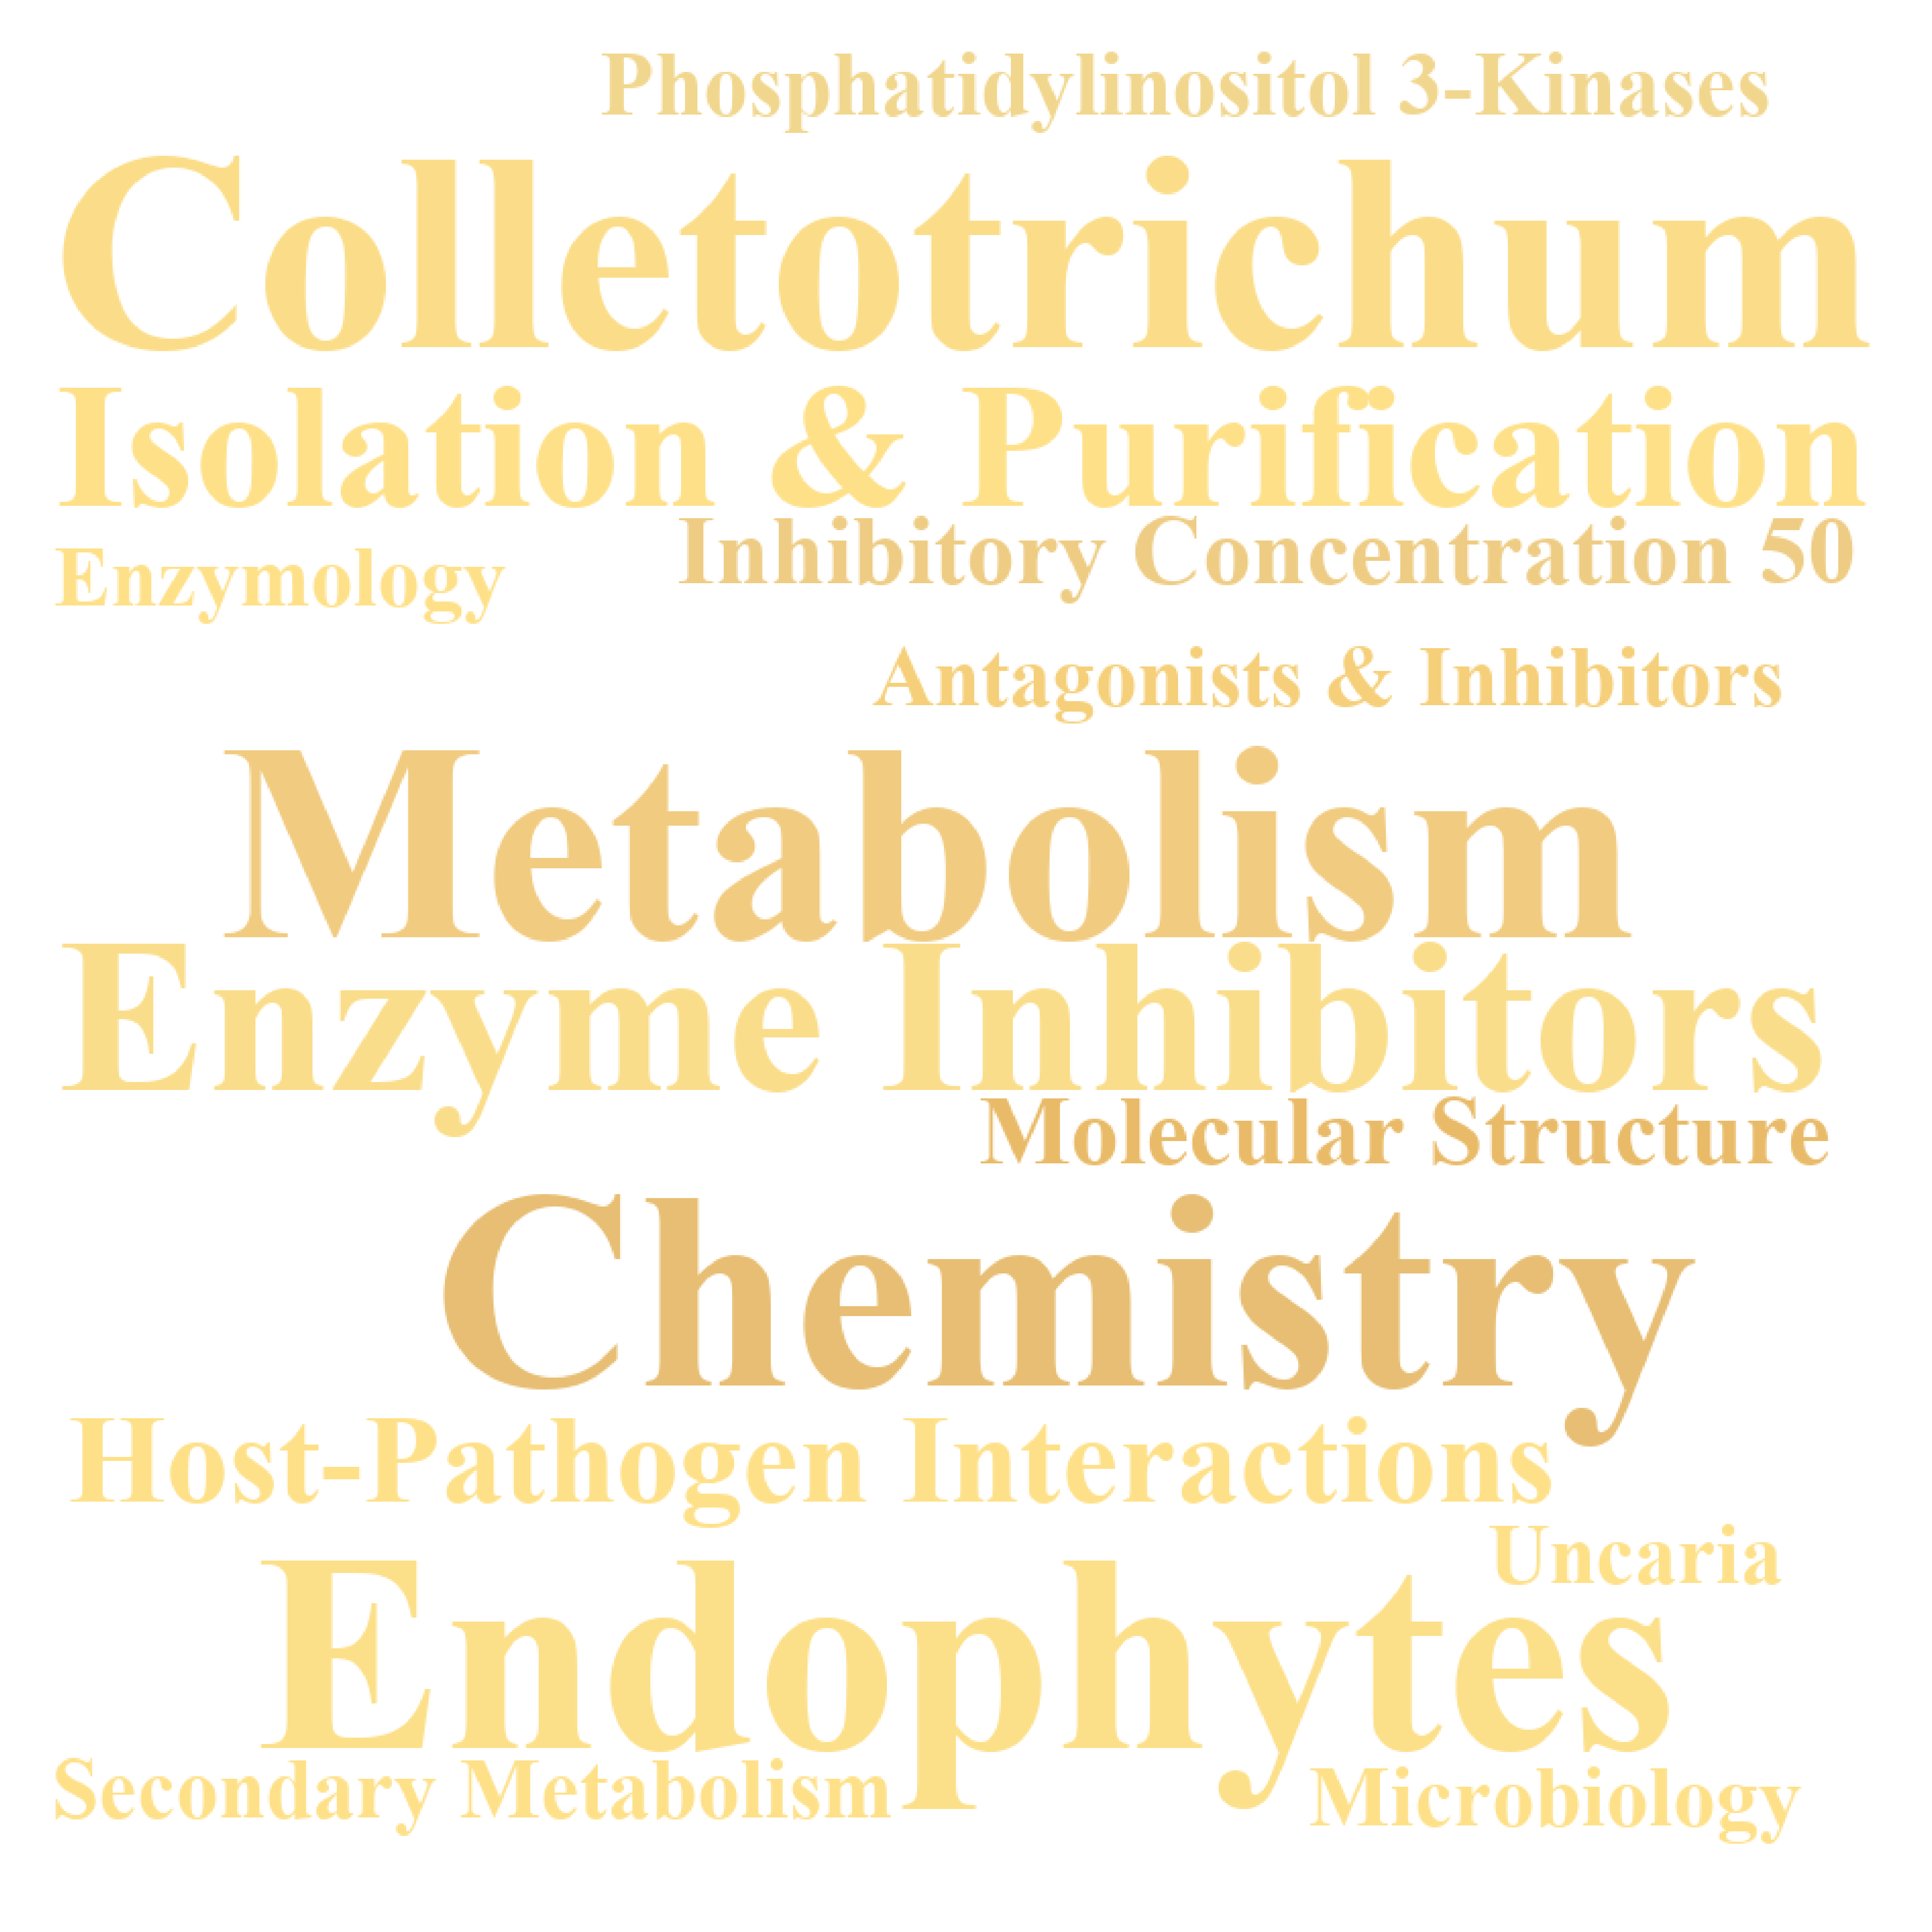 Phosphatidylinositol 3-Kinases
Colletotrichum
Isolation & Purification
Inhibitory Concentration 50
Enzymology
Antagonists & Inhibitors
Metabolism
Enzyme Inhibitors
Molecular Structure
Chemistry
Host-Pathogen Interactions
Uncaria
Endophytes
Secondary Metabolism
Microbiology